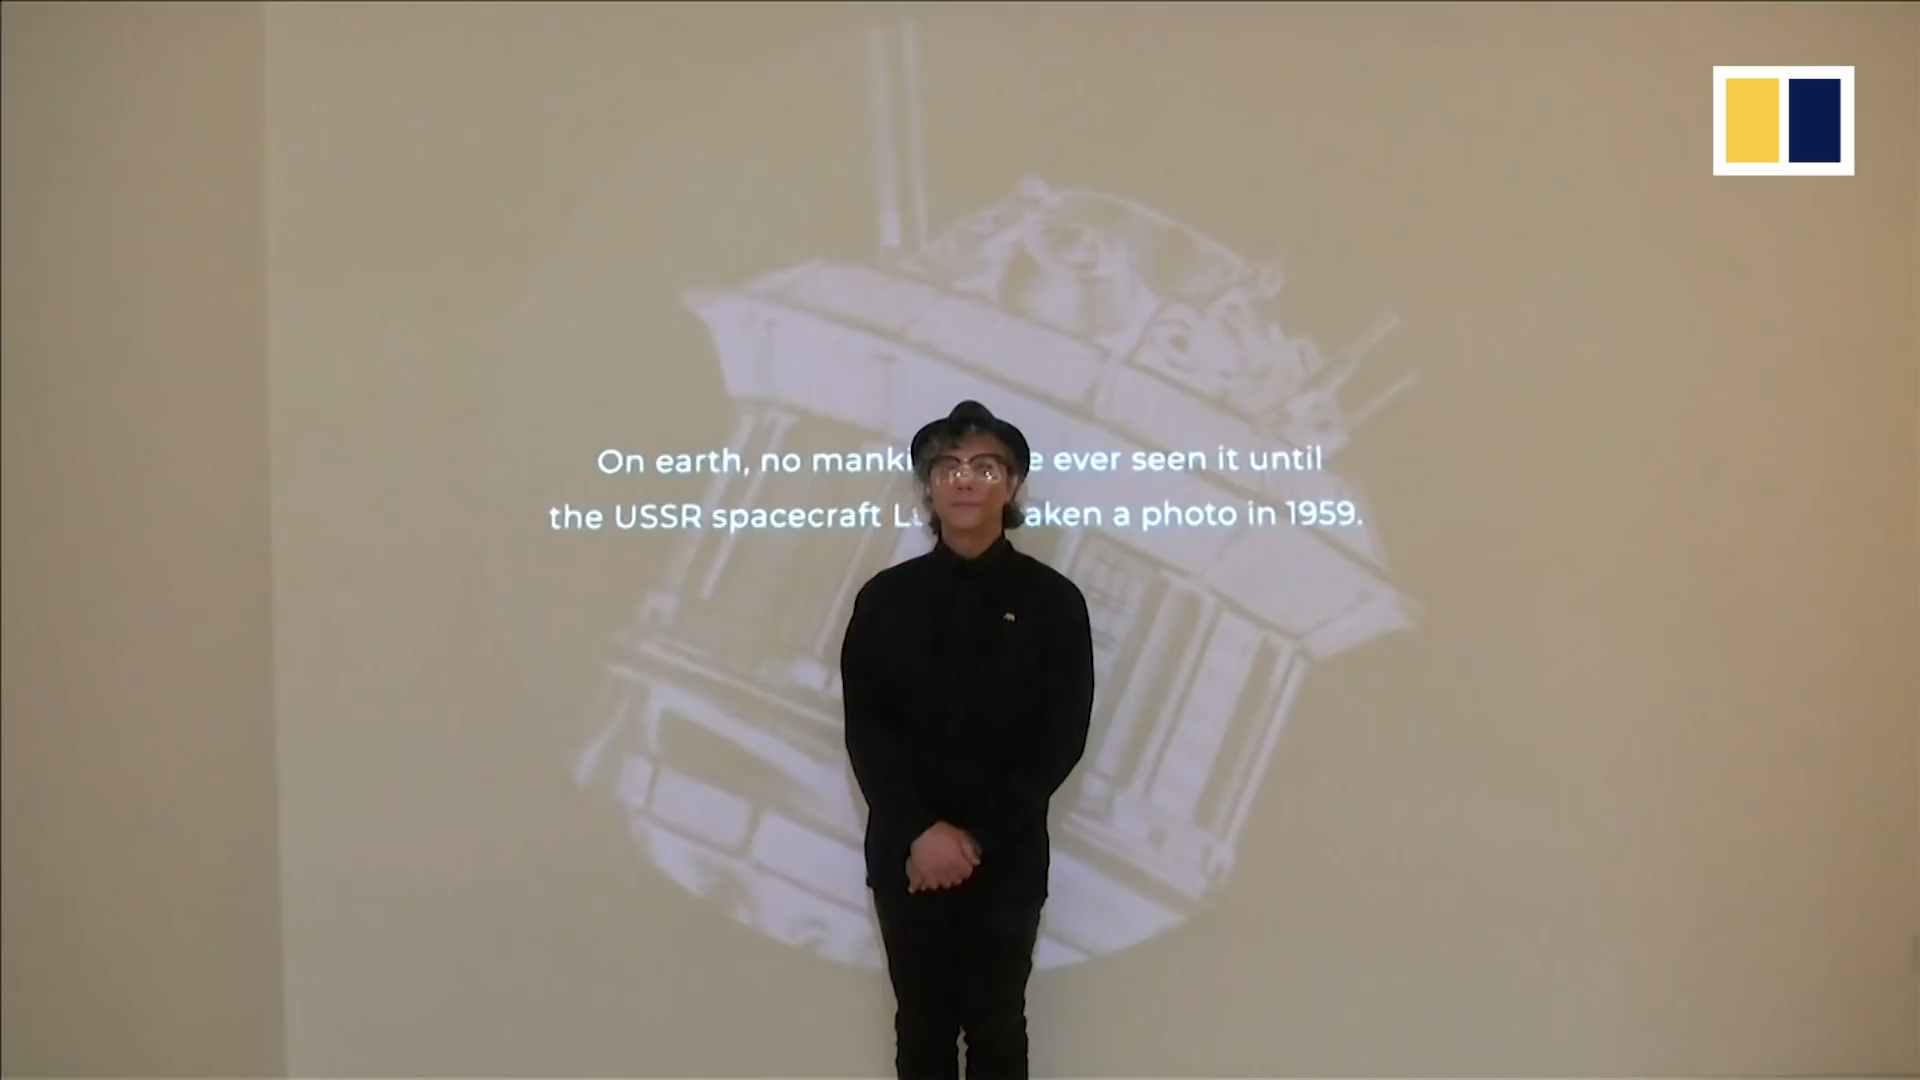 On earth, no manki e ever seen it until
the USSR spacecraft L aken a photo in 1959.